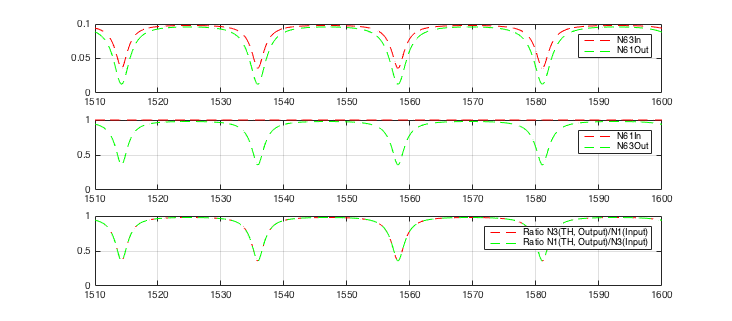 0.1
0.05
0
N63In
N61Out
1510 1520 1530 1540 1550 1560 1570 1580 1590 1600
1
0.5
0
N61In
N63Out
1510 1520 1530 1540 1550 1560 1570 1580 1590 1600
1
0.5
0
Ratio N3(TH, Output)/N1(Input)
Ratio N1(TH, Output)/N3(Input)
1510 1520 1530 1540 1550 1560 1570 1580 1590 1600